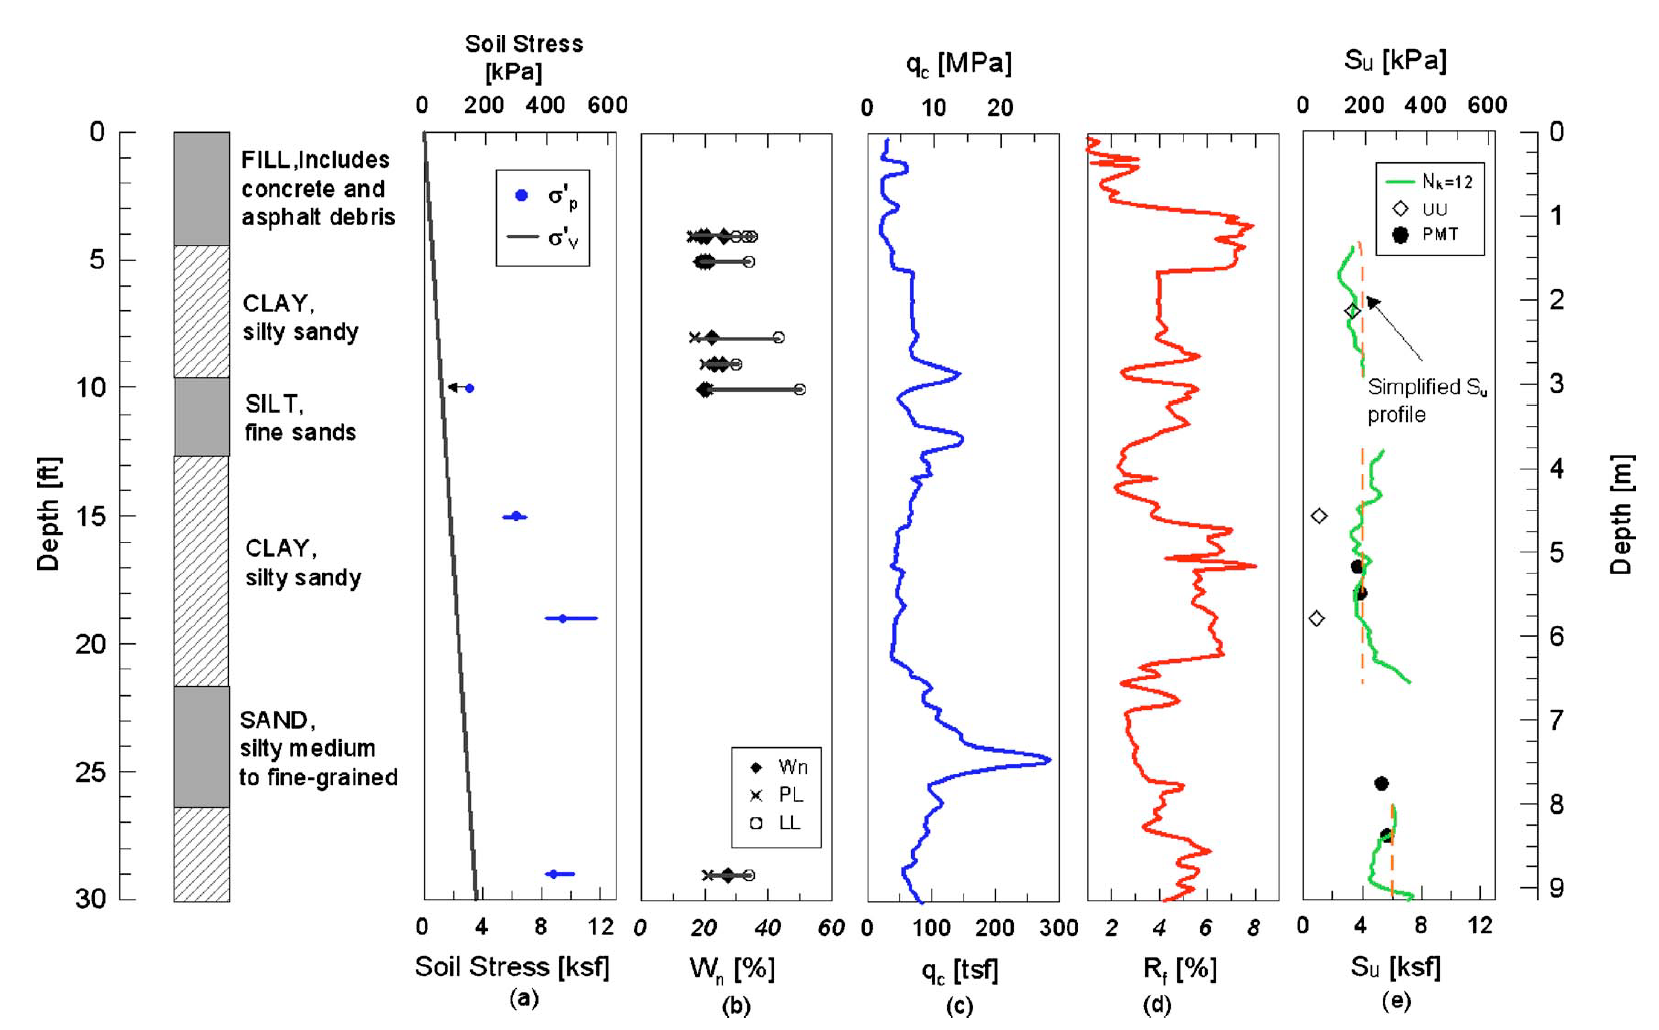 Soil Stress
[kPa]
0 200 400 600
qc [MPa]
0 10 20
Su [kPa]
0 200 400 600
Depth [ft]
0
5
10
15
20
25
30
FILL,Includes
concrete and
asphalt debris
CLAY,
silty sandy
SILT,
fine sands
CLAY,
silty sandy
SAND,
silty medium
to fine-grained
σ'p
σ'v
Wn
PL
LL
Nk=12
UU
PMT
Simplified Su
profile
0
1
2
3
4
5
6
7
8
9
Depth [m]
0 4 8 12
Soil Stress [ksf]
(a)
0 20 40 60
Wn [%]
(b)
0 100 200 300
qc [tsf]
(c)
2 4 6 8
Rf [%]
(d)
0 4 8 12
Su [ksf]
(e)